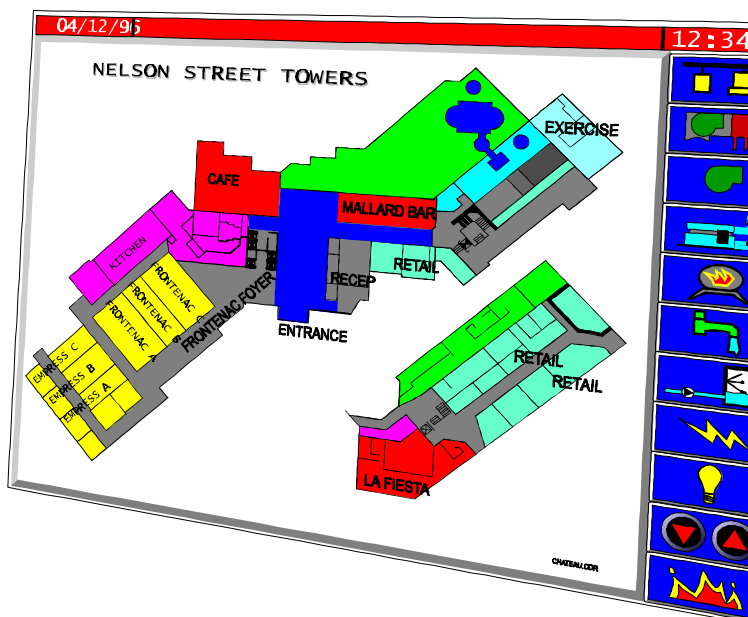 04/12/96
12:34
NELSON STREET TOWERS
EXERCISE
CAFE
MALLARD BAR
KITCHEN
RETAIL
RECEP
FRONTENAC C
FRONTENAC B
FRONTENAC A
FRONTENAC FOYER
ENTRANCE
EMPRESS C
EMPRESS B
EMPRESS A
RETAIL
RETAIL
LA FIESTA
CHATEAU.CDR